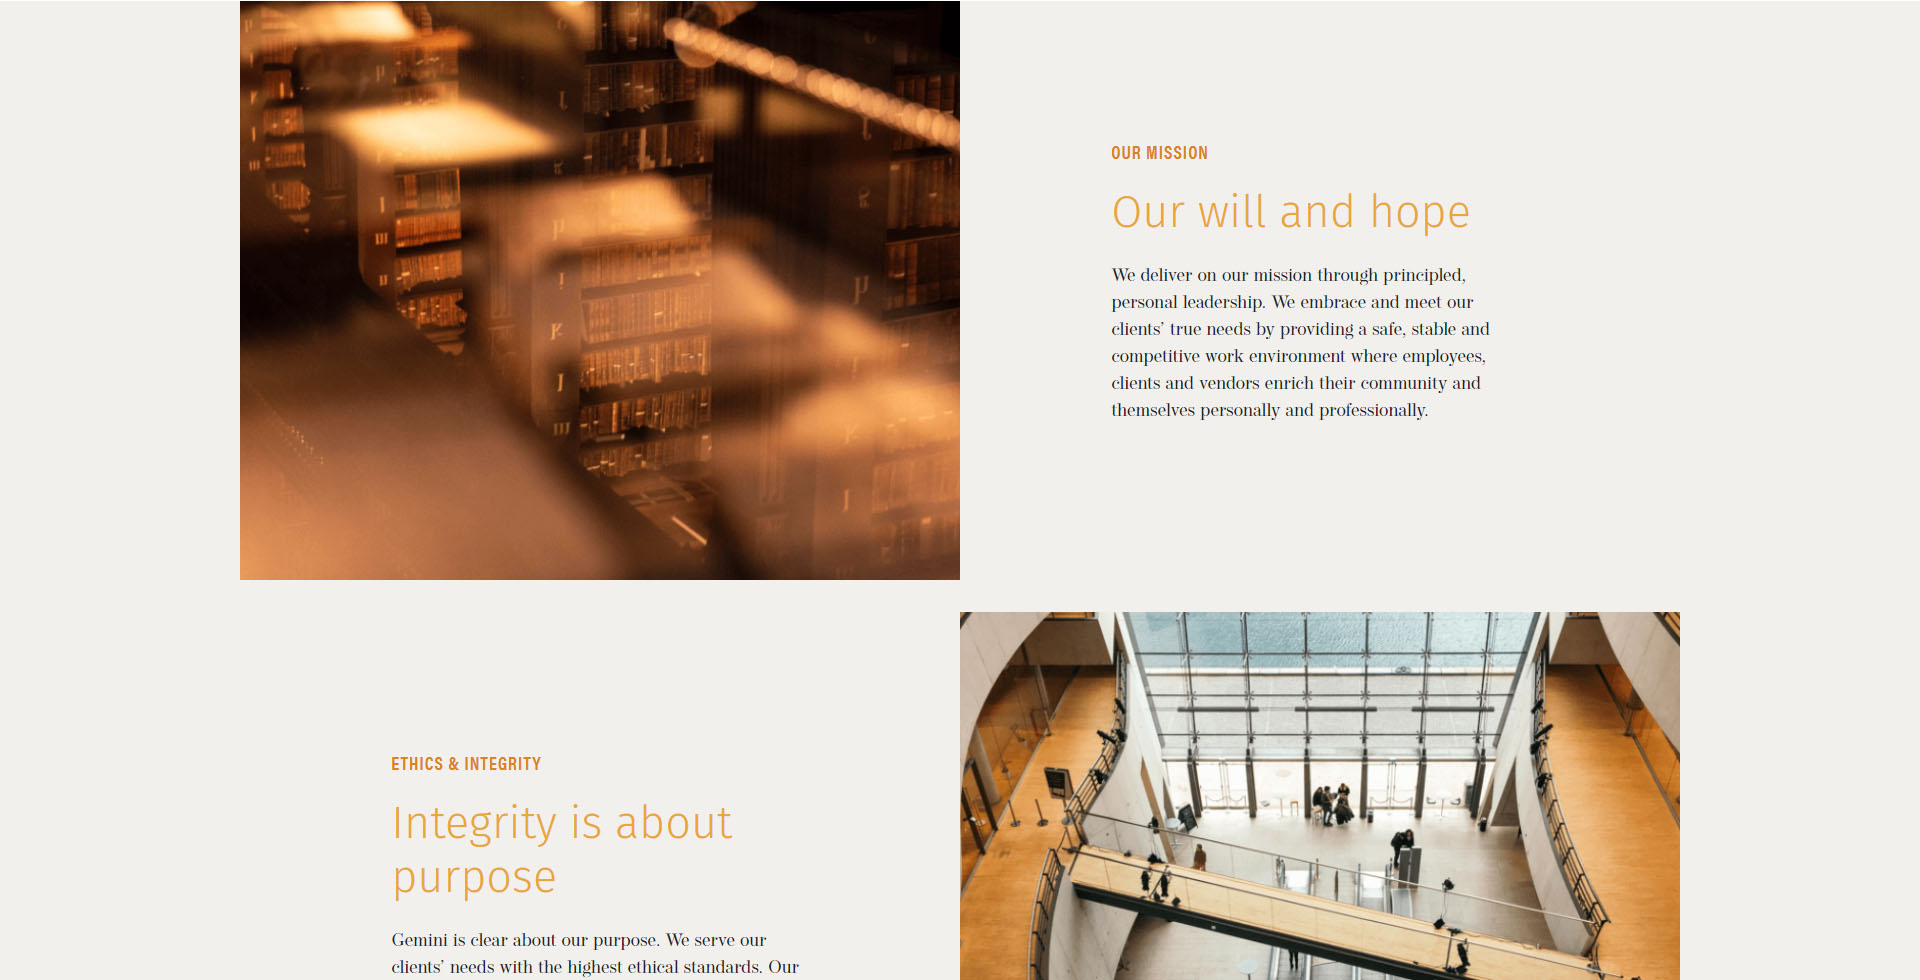 OUR MISSION
Our will and hope
We deliver on our mission through principled,
personal leadership. We embrace and meet our
clients’ true needs by providing a safe, stable and
competitive work environment where employees,
clients and vendors enrich their community and
themselves personally and professionally.
ETHICS & INTEGRITY
Integrity is about
purpose
Gemini is clear about our purpose. We serve our
clients’ needs with the highest ethical standards. Our